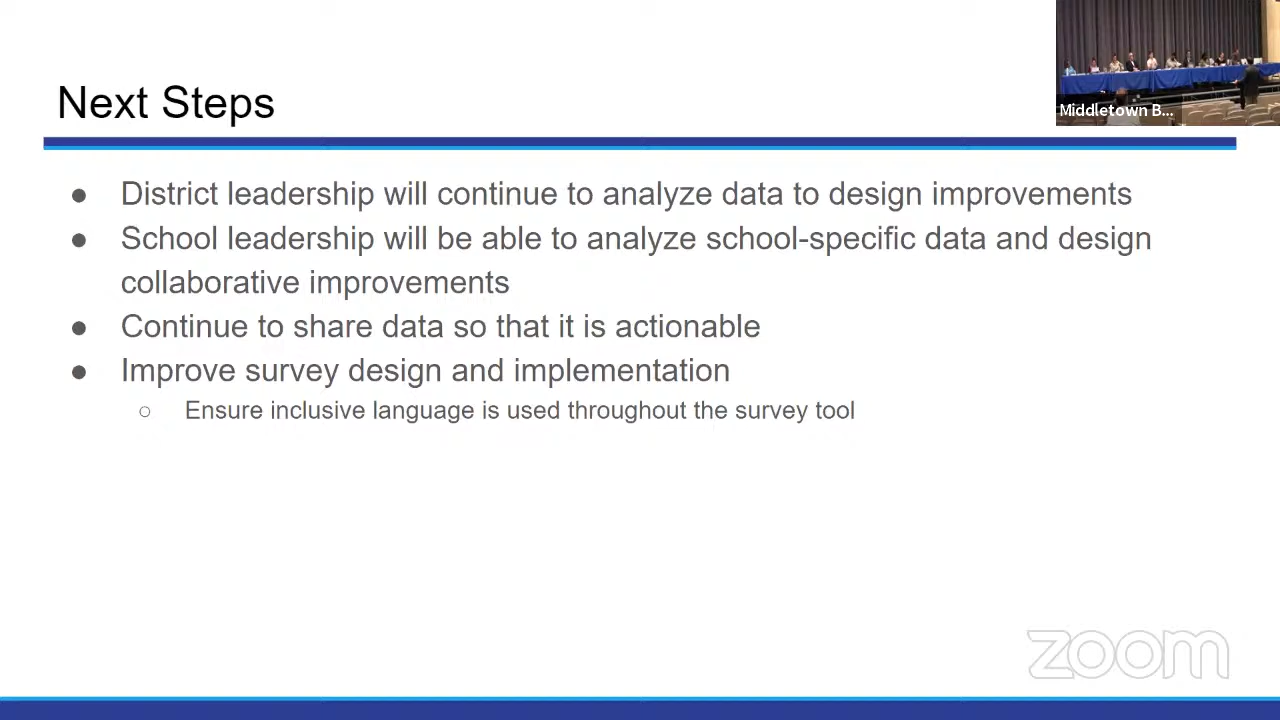 Middletown B...
Next Steps
● District leadership will continue to analyze data to design improvements
● School leadership will be able to analyze school-specific data and design
collaborative improvements
● Continue to share data so that it is actionable
● Improve survey design and implementation
○ Ensure inclusive language is used throughout the survey tool
zoom